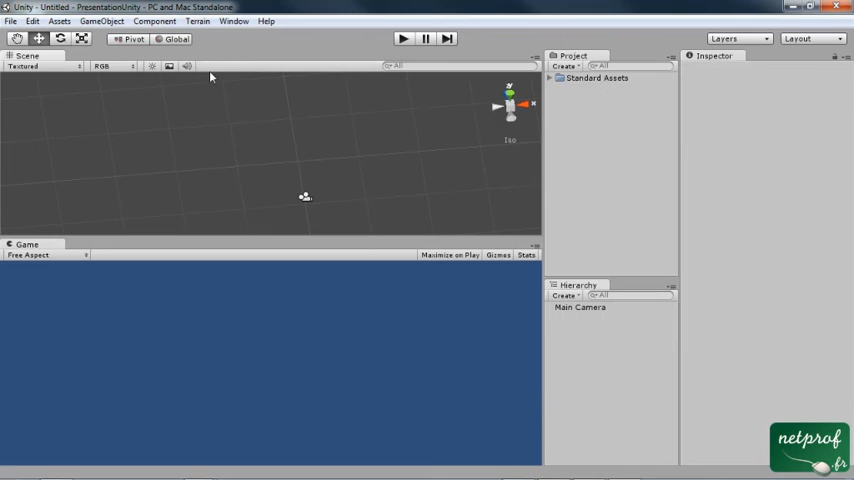 Unity - Untitled - PresentationUnity - PC and Mac Standalone
File Edit Assets GameObject Component Terrain Window Help
Pivot Global Layers Layout
Scene
Textured RGB All
y
x
Iso
Game
Free Aspect Maximize on Play Gizmos Stats
Project
Create All
Standard Assets
Hierarchy
Create All
Main Camera
Inspector
netprof
.fr